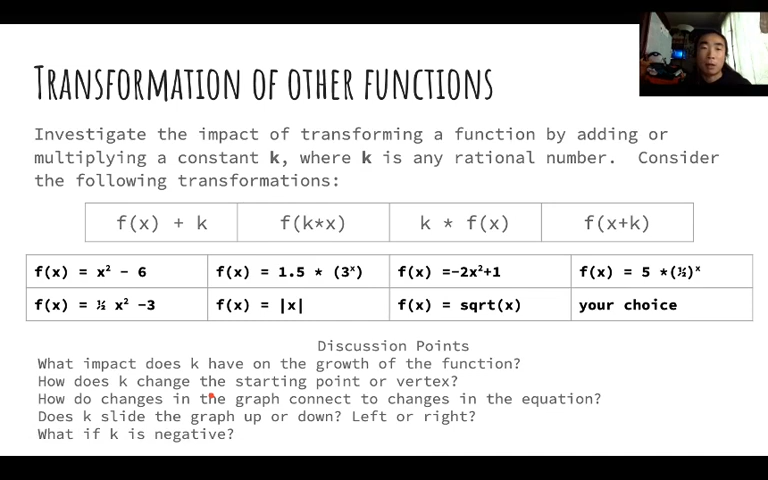 TRANSFORMATION OF OTHER FUNCTIONS
Investigate the impact of transforming a function by adding or
multiplying a constant k, where k is any rational number. Consider
the following transformations:
f(x) + k f(k*x) k * f(x) f(x+k)
f(x) = x² - 6 f(x) = 1.5 * (3ˣ) f(x) =-2x²+1 f(x) = 5 *(½)ˣ
f(x) = ½ x² -3 f(x) = |x| f(x) = sqrt(x) your choice
Discussion Points
What impact does k have on the growth of the function?
How does k change the starting point or vertex?
How do changes in the graph connect to changes in the equation?
Does k slide the graph up or down? Left or right?
What if k is negative?